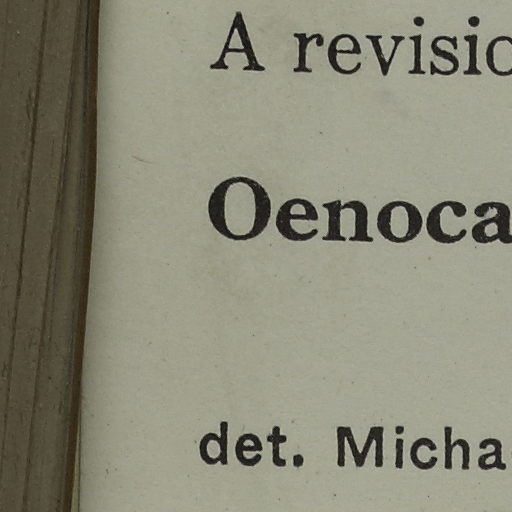 A revisio
Oenoca
det. Micha